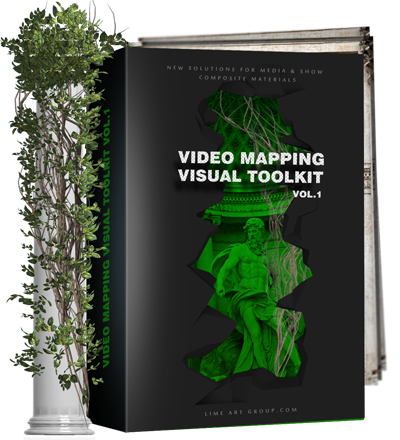 NEW SOLUTIONS FOR MEDIA & SHOW
COMPOSITE MATERIALS
VIDEO MAPPING
VISUAL TOOLKIT
VOL.1
VIDEO MAPPING VISUAL TOOLKIT VOL.1
LIME ART GROUP.COM